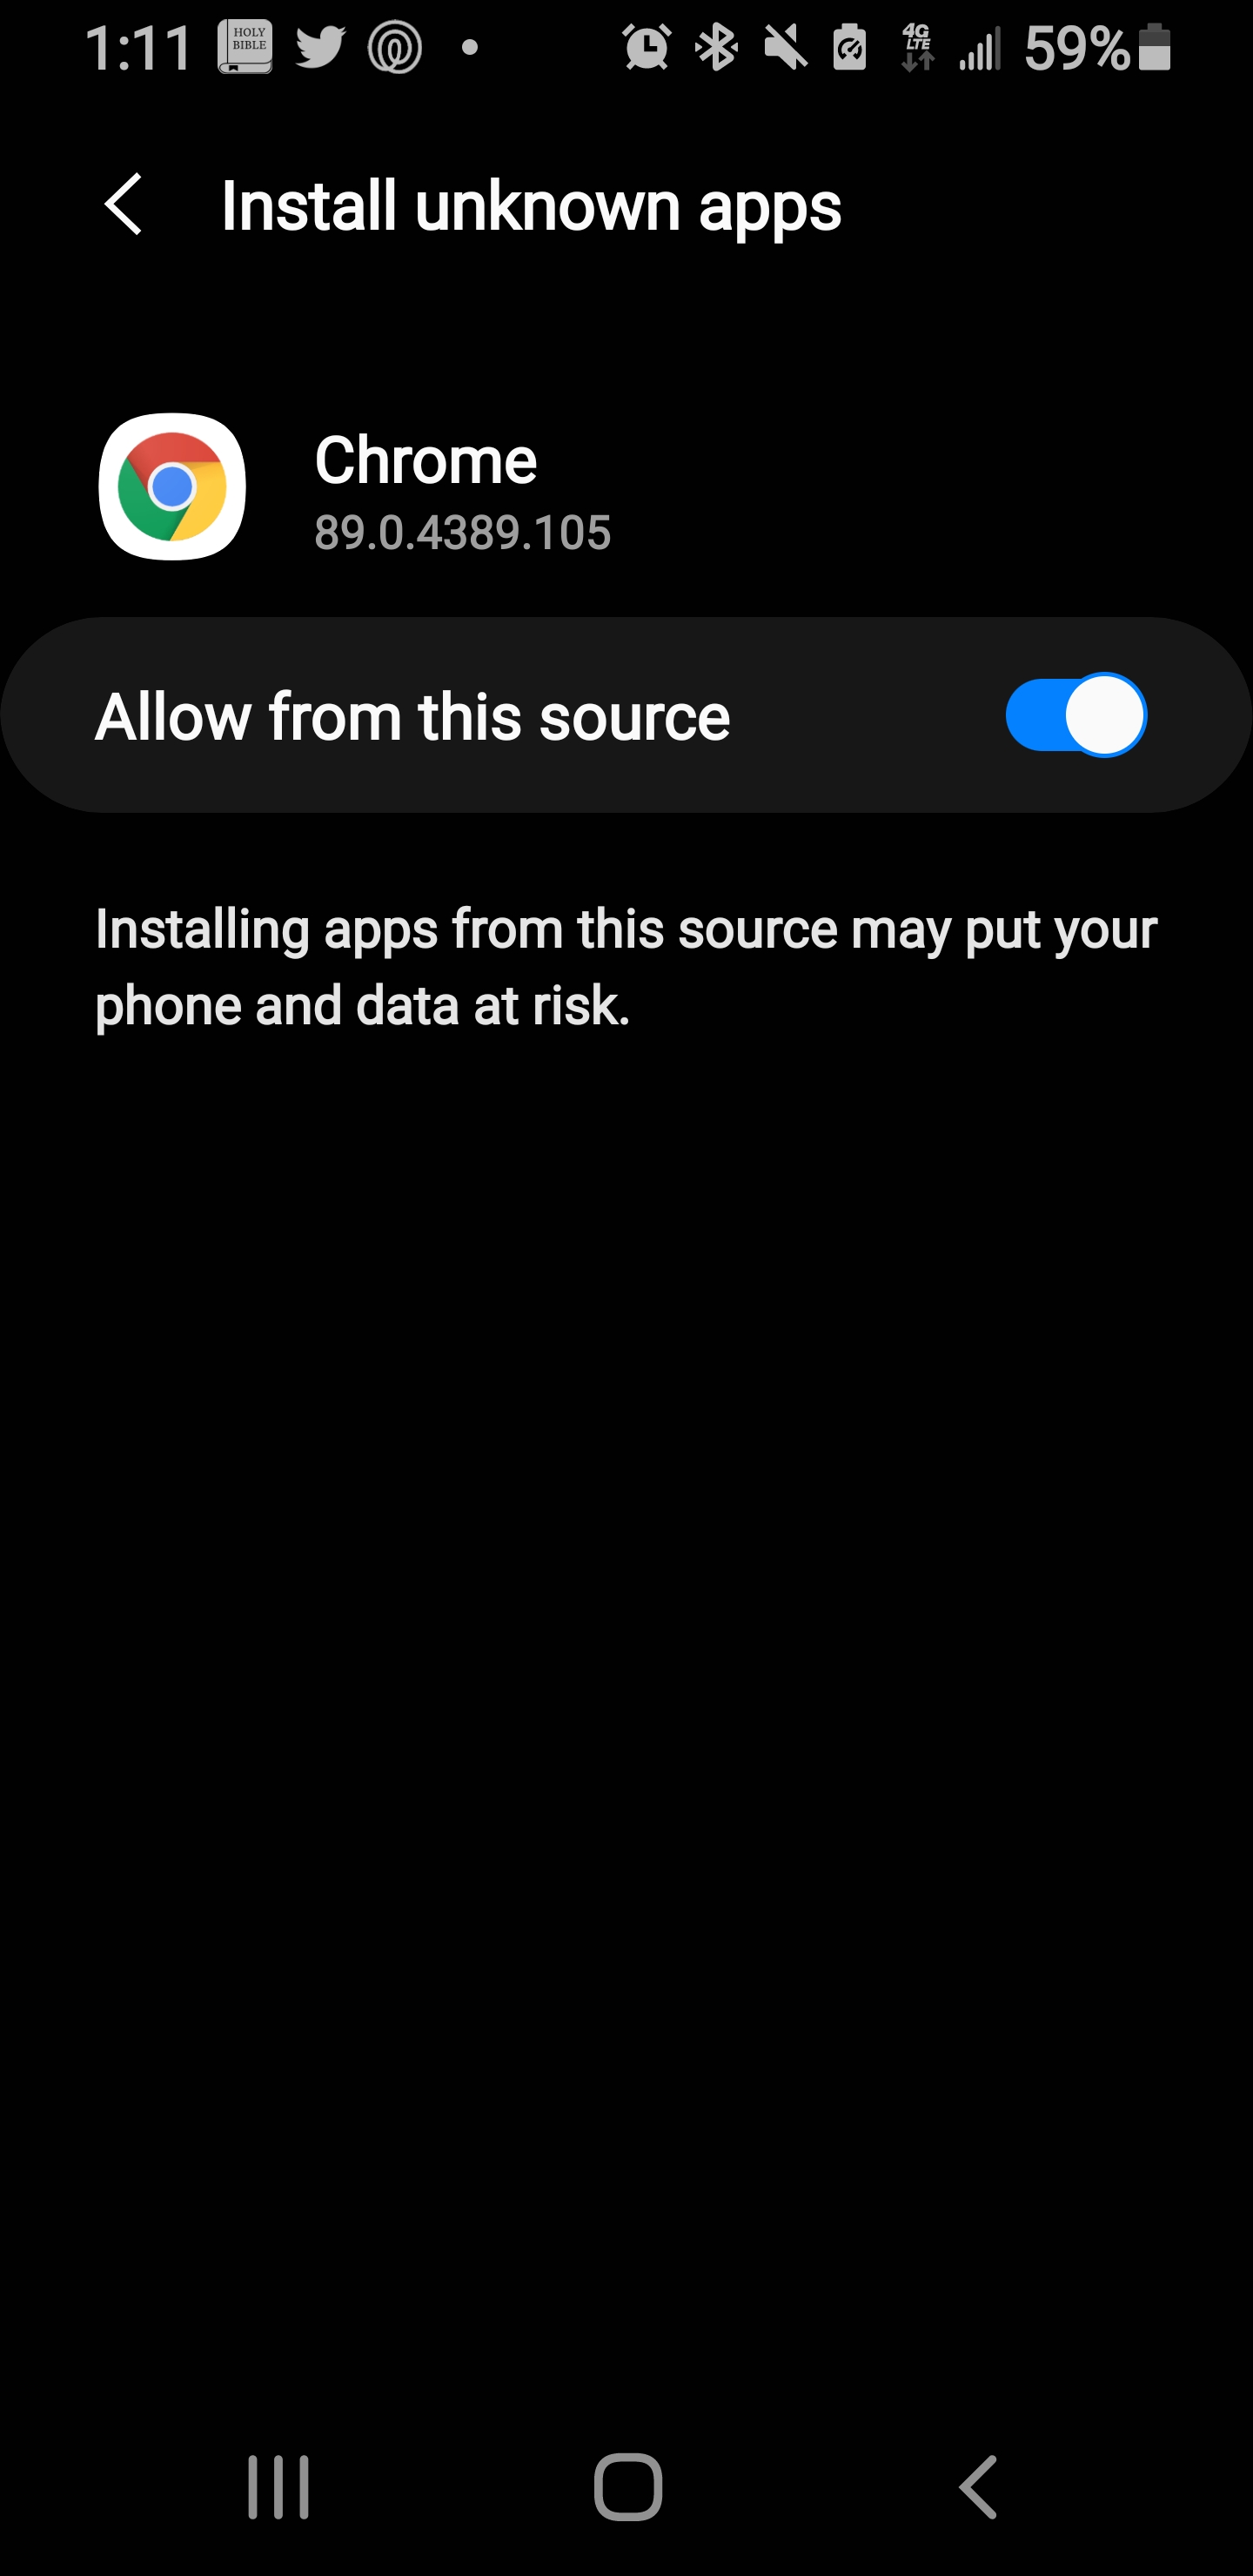 1:11 HOLY BIBLE 4G LTE 59%
Install unknown apps
Chrome
89.0.4389.105
Allow from this source
Installing apps from this source may put your
phone and data at risk.